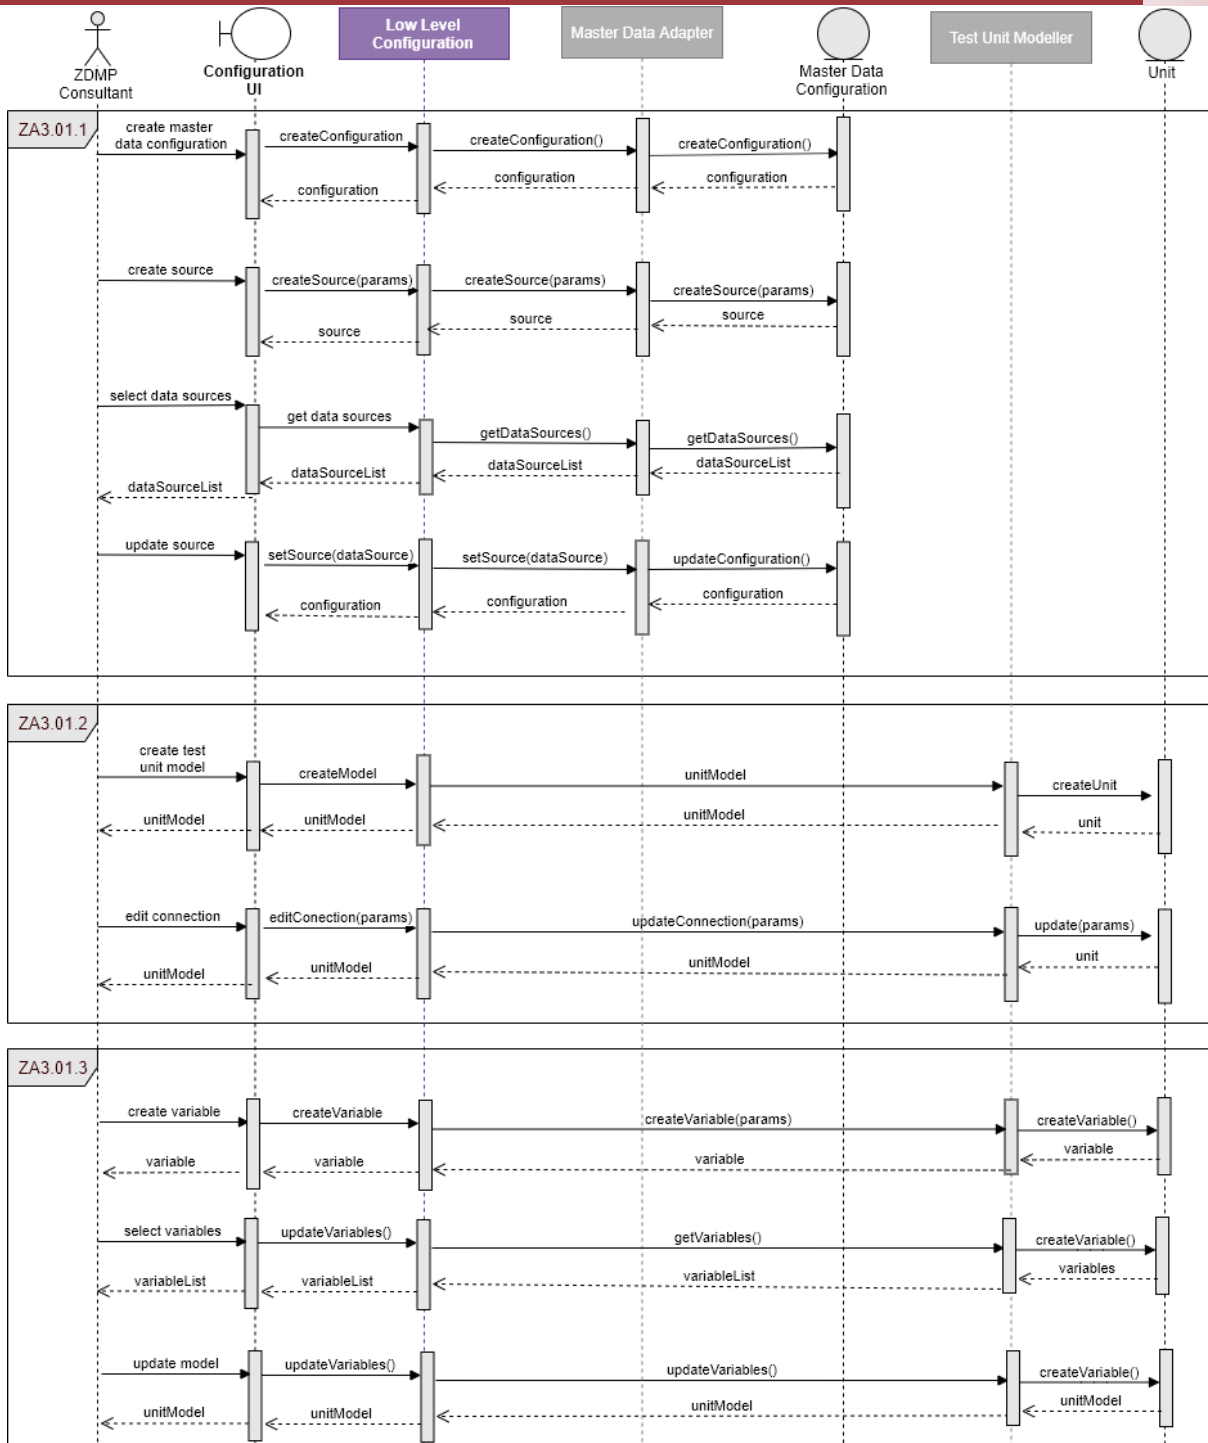 ZDMP
Consultant
Configuration
UI
Low Level
Configuration
Master Data Adapter
Master Data
Configuration
Test Unit Modeller
Unit
ZA3.01.1
create master
data configuration
createConfiguration
createConfiguration()
createConfiguration()
configuration
configuration
configuration
create source
createSource(params)
createSource(params)
createSource(params)
source
source
source
select data sources
get data sources
getDataSources()
getDataSources()
dataSourceList
dataSourceList
dataSourceList
dataSourceList
update source
setSource(dataSource)
setSource(dataSource)
updateConfiguration()
configuration
configuration
configuration
ZA3.01.2
create test
unit model
createModel
unitModel
createUnit
unitModel
unitModel
unitModel
unit
edit connection
editConection(params)
updateConnection(params)
update(params)
unitModel
unitModel
unitModel
unit
ZA3.01.3
create variable
createVariable
createVariable(params)
createVariable()
variable
variable
variable
variable
select variables
updateVariables()
getVariables()
createVariable()
variableList
variableList
variableList
variables
update model
updateVariables()
updateVariables()
createVariable()
unitModel
unitModel
unitModel
unitModel